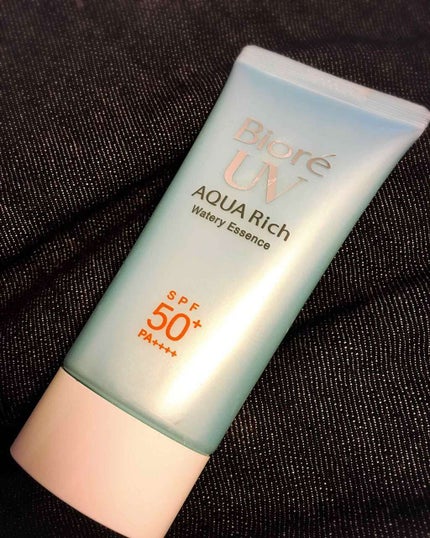 Bioré
UV
AQUA Rich
Watery Essence
SPF
50+
PA++++